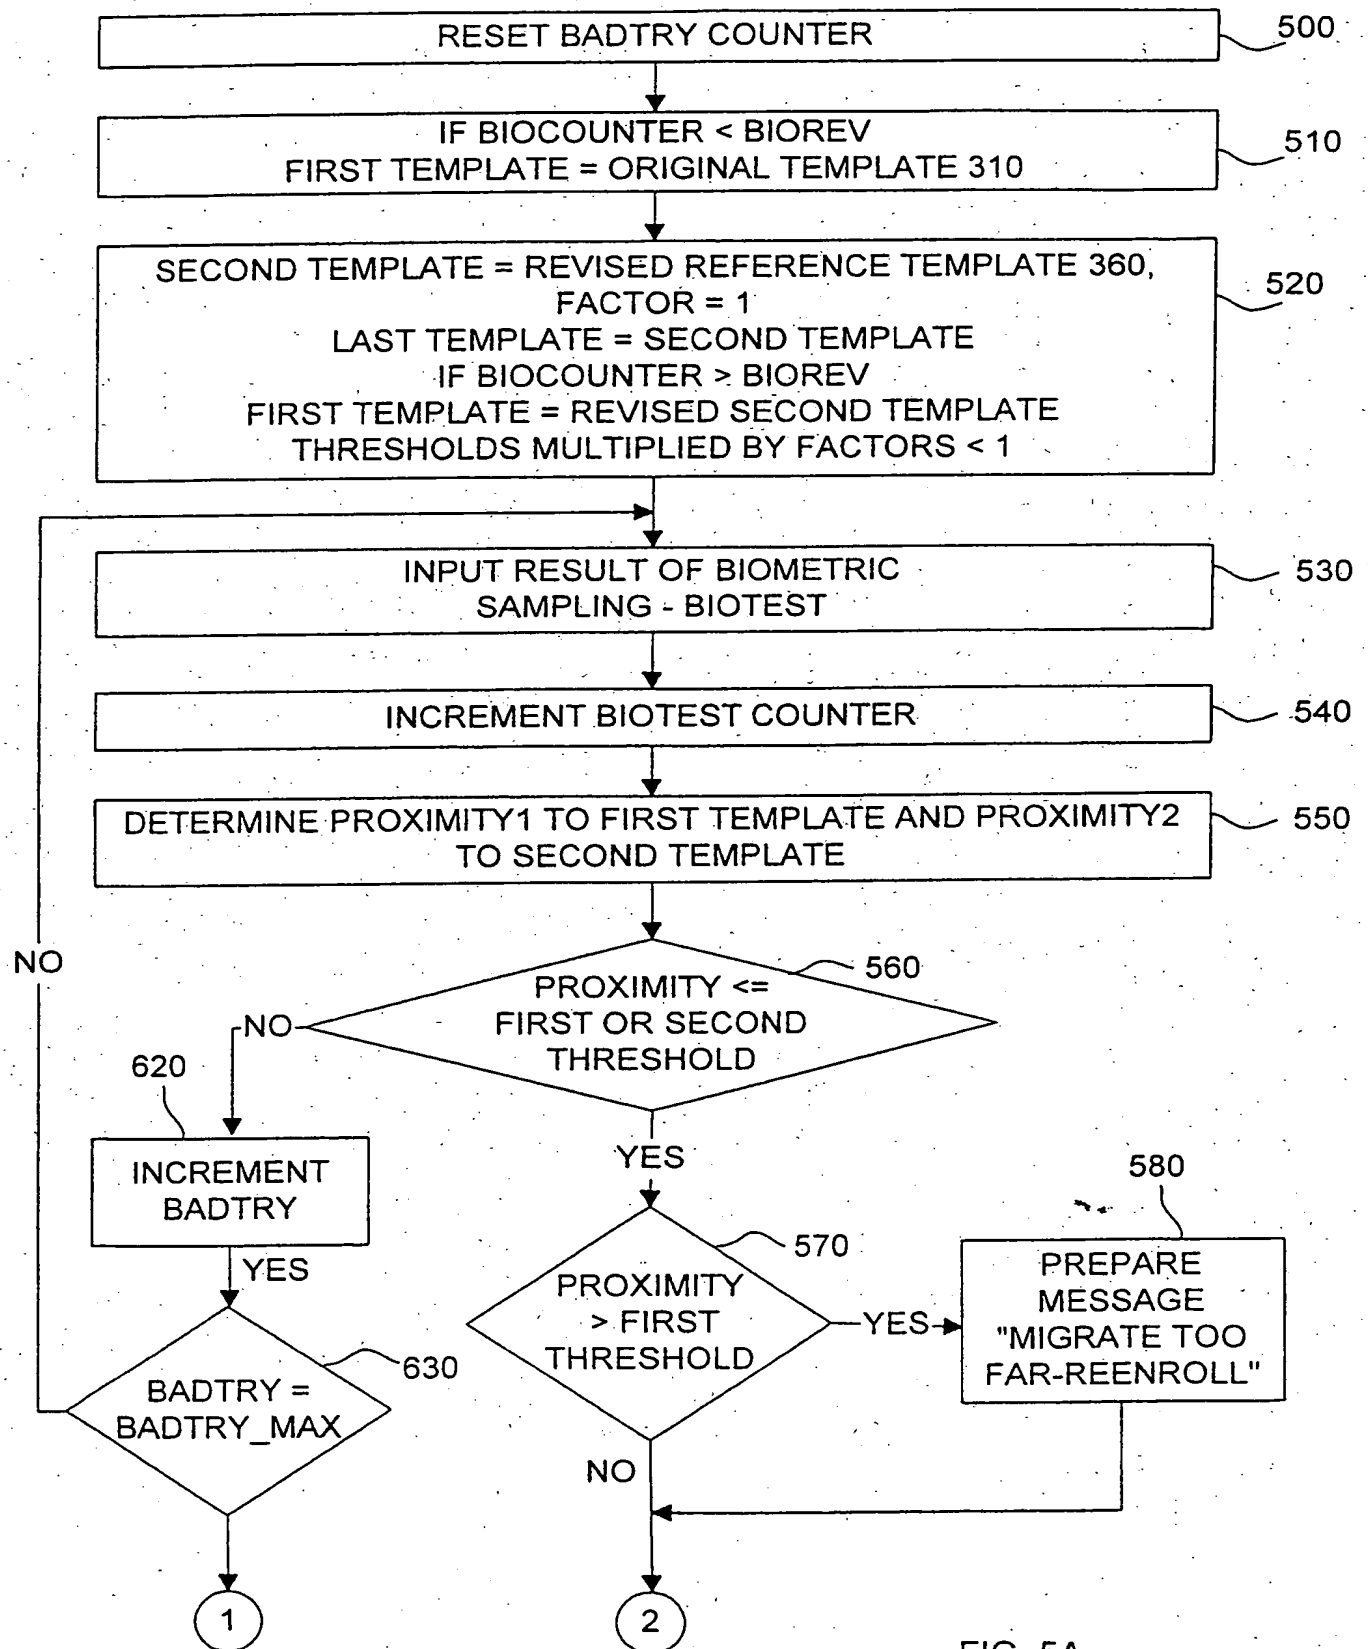 RESET BADTRY COUNTER
500
IF BIOCOUNTER < BIOREV
FIRST TEMPLATE = ORIGINAL TEMPLATE 310
510
SECOND TEMPLATE = REVISED REFERENCE TEMPLATE 360,
FACTOR = 1
LAST TEMPLATE = SECOND TEMPLATE
IF BIOCOUNTER > BIOREV
FIRST TEMPLATE = REVISED SECOND TEMPLATE
THRESHOLDS MULTIPLIED BY FACTORS < 1
520
INPUT RESULT OF BIOMETRIC
SAMPLING - BIOTEST
530
INCREMENT BIOTEST COUNTER
540
DETERMINE PROXIMITY1 TO FIRST TEMPLATE AND PROXIMITY2
TO SECOND TEMPLATE
550
NO
PROXIMITY <=
FIRST OR SECOND
THRESHOLD
560
NO
620
INCREMENT
BADTRY
YES
YES
BADTRY =
BADTRY_MAX
630
PROXIMITY
> FIRST
THRESHOLD
570
YES
580
PREPARE
MESSAGE
"MIGRATE TOO
FAR-REENROLL"
NO
1
2
FIG. 5A